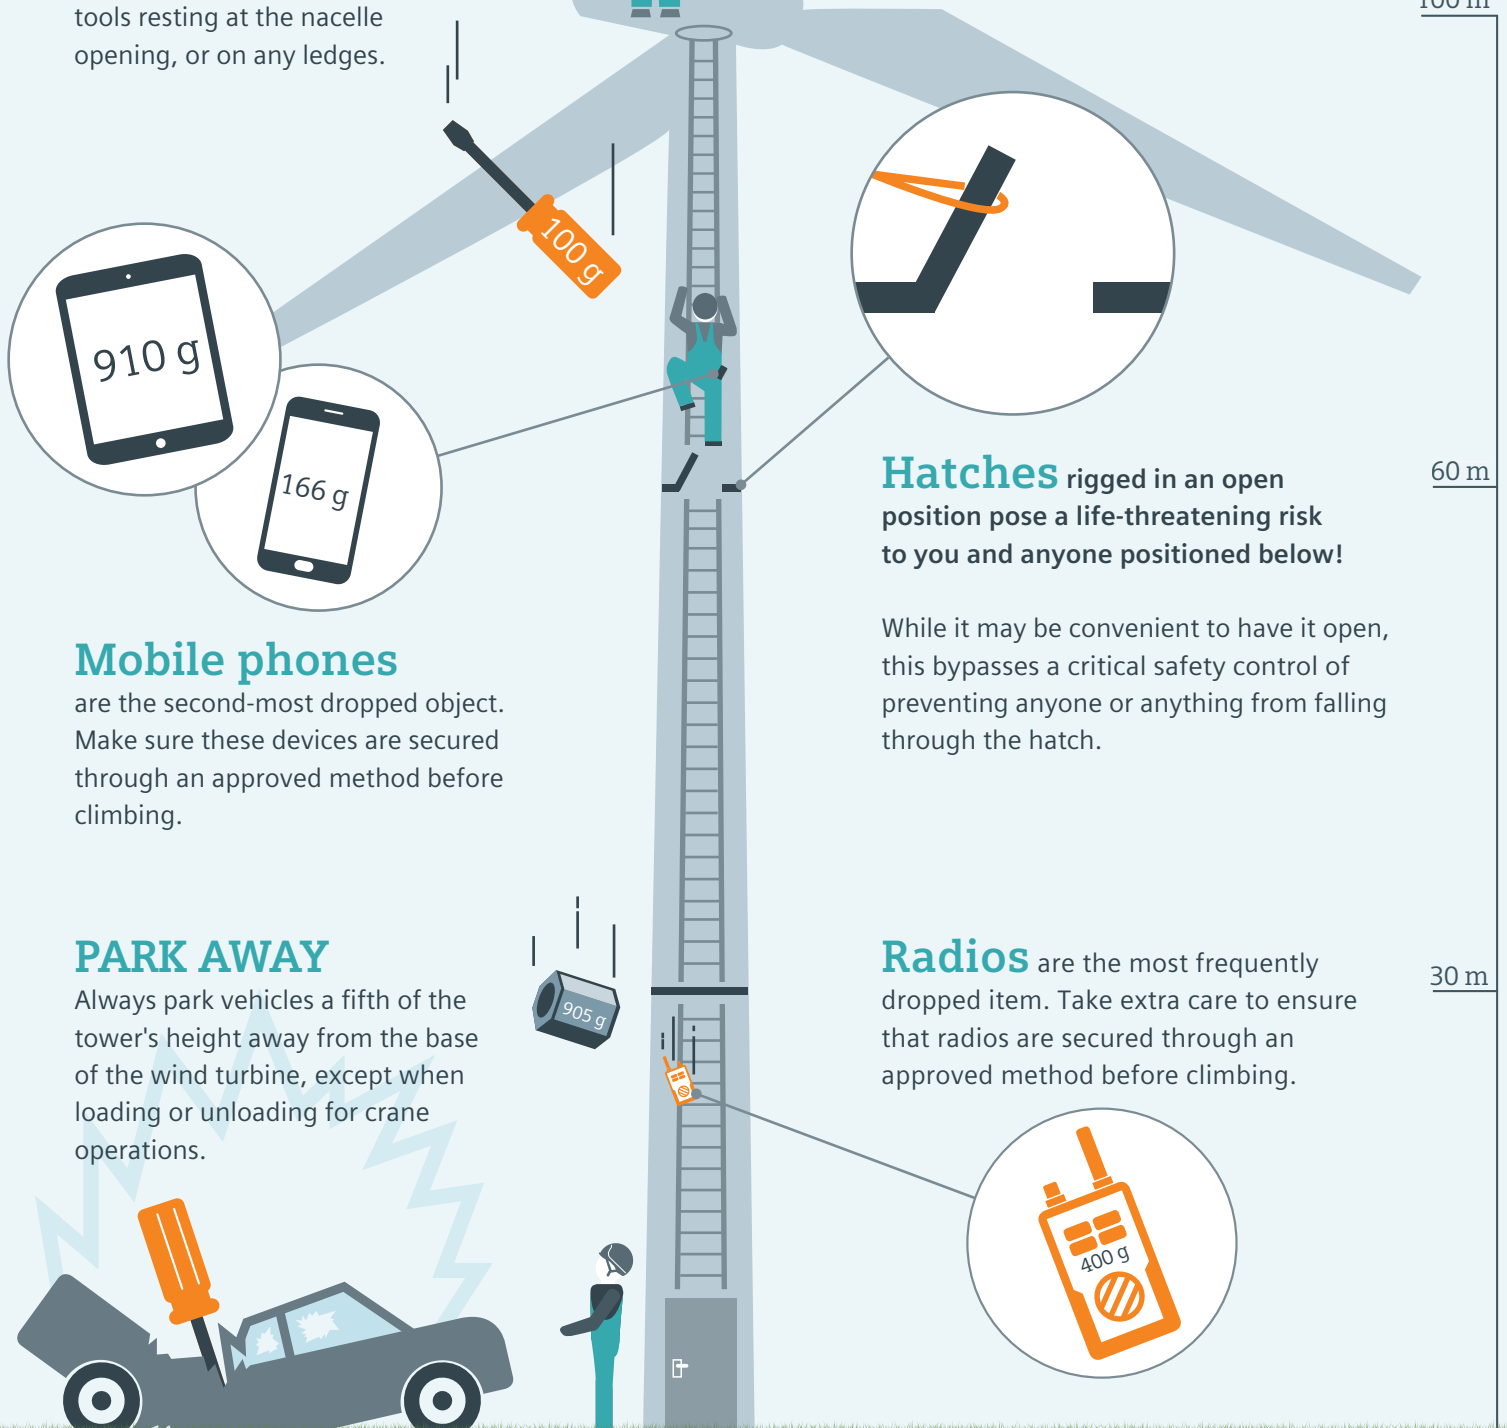 tools resting at the nacelle
opening, or on any ledges.
100 m
100 g
910 g
166 g
Hatches rigged in an open
position pose a life-threatening risk
to you and anyone positioned below!
60 m
While it may be convenient to have it open,
this bypasses a critical safety control of
preventing anyone or anything from falling
through the hatch.
Mobile phones
are the second-most dropped object.
Make sure these devices are secured
through an approved method before
climbing.
PARK AWAY
Always park vehicles a fifth of the
tower's height away from the base
of the wind turbine, except when
loading or unloading for crane
operations.
905 g
Radios are the most frequently
dropped item. Take extra care to ensure
that radios are secured through an
approved method before climbing.
30 m
400 g